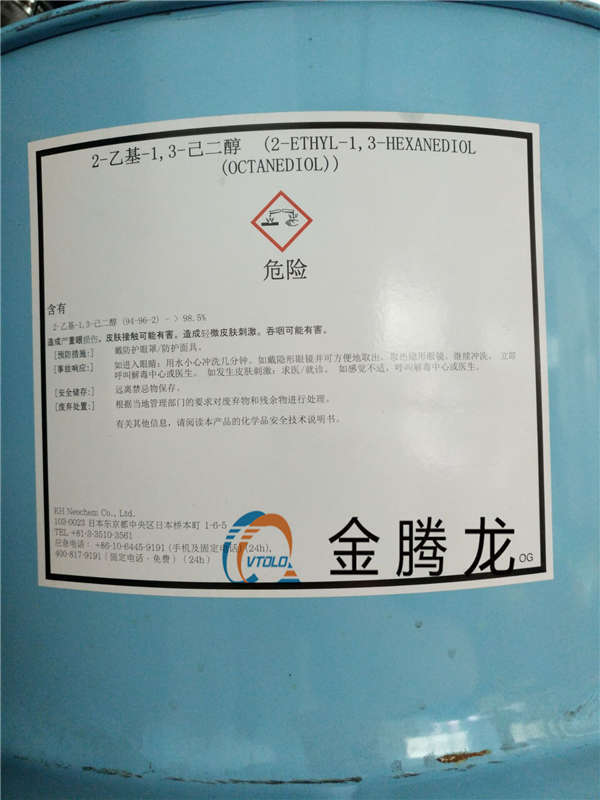 2-乙基-1,3-己二醇 (2-ETHYL-1,3-HEXANEDIOL
(OCTANEDIOL))
危险
含有
2-乙基-1,3-己二醇 (94-96-2) - > 98.5%
造成严重眼损伤。皮肤接触可能有害。造成轻微皮肤刺激。吞咽可能有害。
[预防措施:] 戴防护眼罩/防护面具。
[事故响应:] 如进入眼睛：用水小心冲洗几分钟。如戴隐形眼镜并可方便地取出，取出隐形眼镜。继续冲洗。 立即
呼叫解毒中心或医生。 如发生皮肤刺激：求医/就诊。 如感觉不适，呼叫解毒中心或医生。
[安全储存:] 远离禁忌物保存。
[废弃处置:] 根据当地管理部门的要求对废弃物和残余物进行处理。
有关其他信息，请阅读本产品的化学品安全技术说明书。
KH Neochem Co., Ltd.
103-0023 日本东京都中央区日本桥本町 1-6-5
TEL +81-3-3510-3561
应急电话：+86-10-6445-9191 (手机及固定电话)(24h),
400-817-9191 (固定电话・免费) (24h)
VTOLO
金腾龙
OG